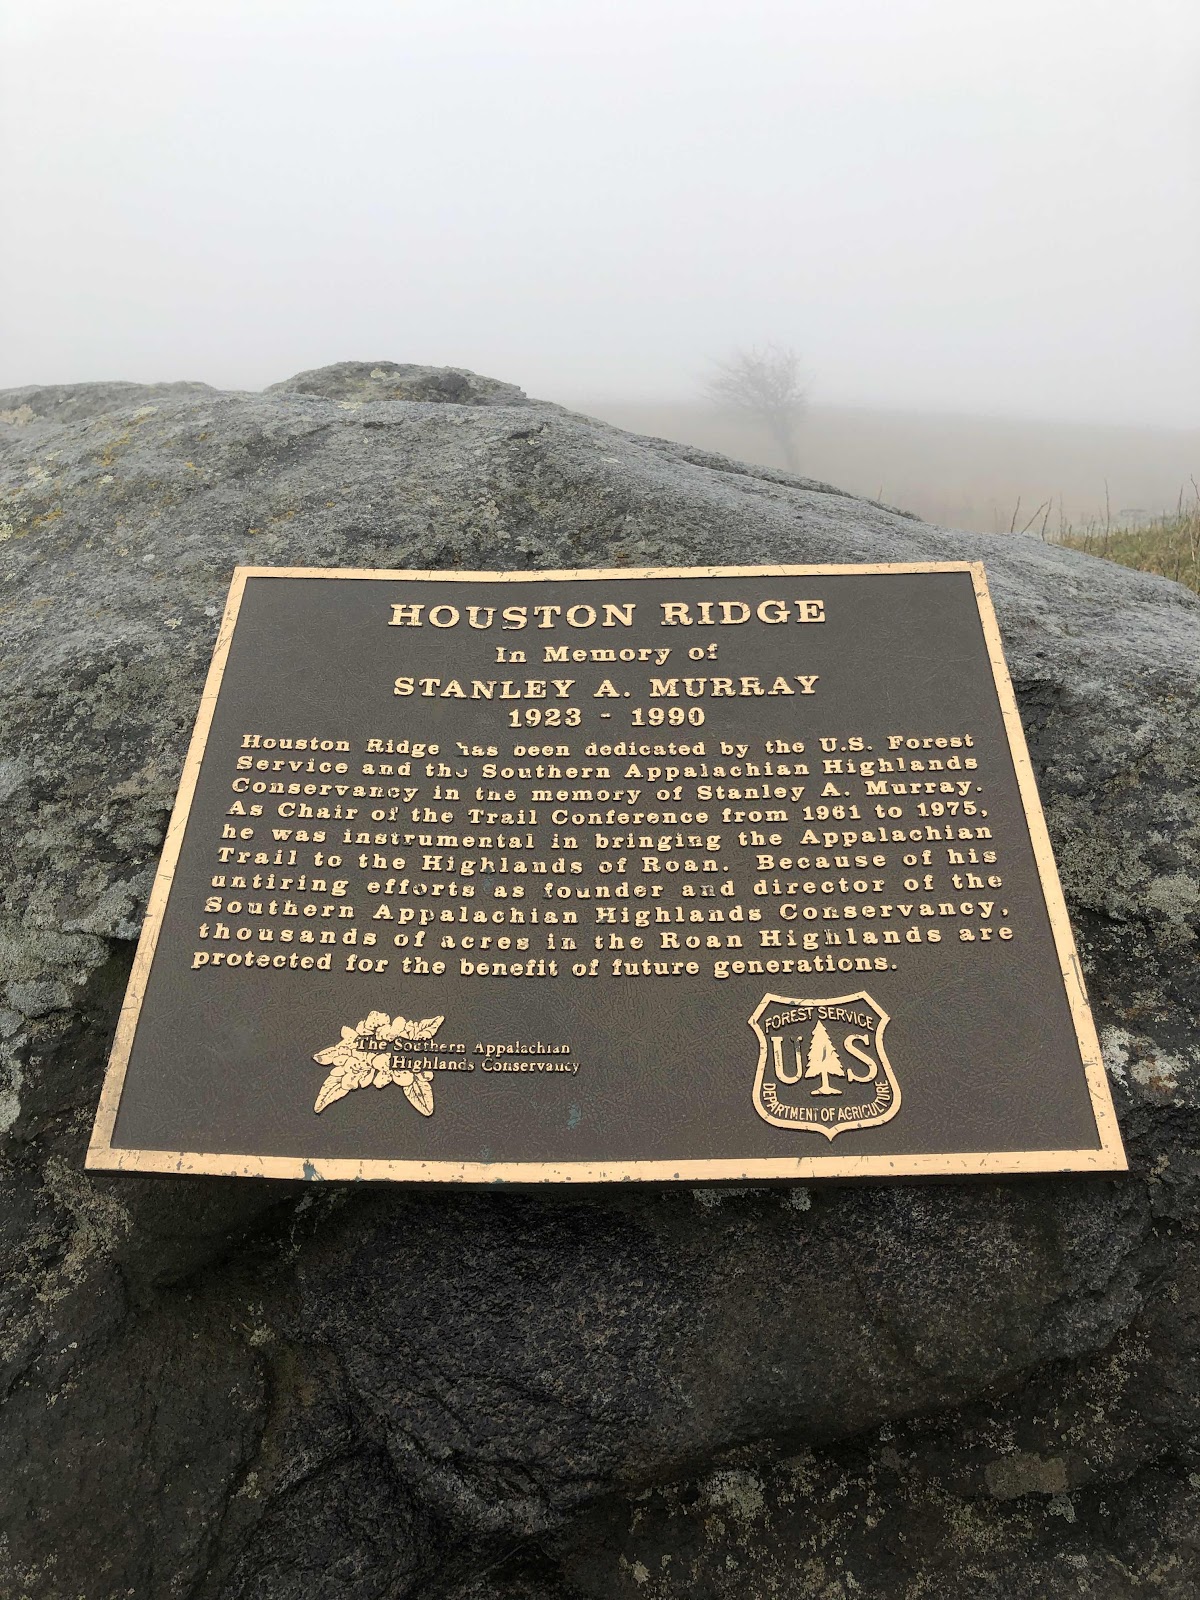 HOUSTON RIDGE
In Memory of
STANLEY A. MURRAY
1923 - 1990
Houston Ridge has been dedicated by the U.S. Forest
Service and the Southern Appalachian Highlands
Conservancy in the memory of Stanley A. Murray.
As Chair of the Trail Conference from 1961 to 1975,
he was instrumental in bringing the Appalachian
Trail to the Highlands of Roan. Because of his
untiring efforts as founder and director of the
Southern Appalachian Highlands Conservancy,
thousands of acres in the Roan Highlands are
protected for the benefit of future generations.
The Southern Appalachian
Highlands Conservancy
FOREST SERVICE
US
DEPARTMENT OF AGRICULTURE